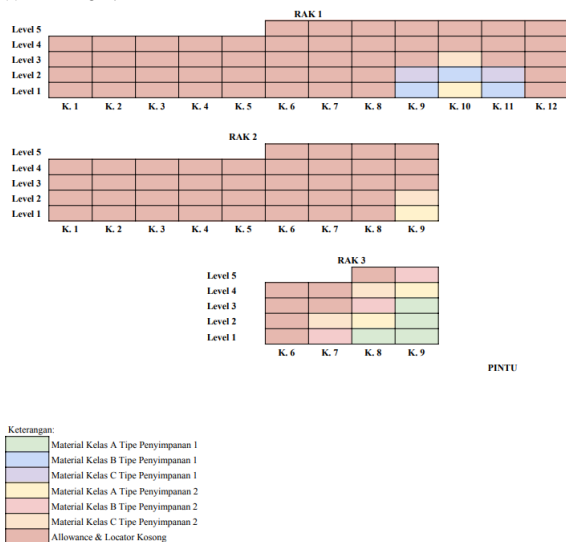 RAK 1
Level 5
Level 4
Level 3
Level 2
Level 1
K. 1 K. 2 K. 3 K. 4 K. 5 K. 6 K. 7 K. 8 K. 9 K. 10 K. 11 K. 12
RAK 2
Level 5
Level 4
Level 3
Level 2
Level 1
K. 1 K. 2 K. 3 K. 4 K. 5 K. 6 K. 7 K. 8 K. 9
RAK 3
Level 5
Level 4
Level 3
Level 2
Level 1
K. 6 K. 7 K. 8 K. 9
PINTU
Keterangan:
Material Kelas A Tipe Penyimpanan 1
Material Kelas B Tipe Penyimpanan 1
Material Kelas C Tipe Penyimpanan 1
Material Kelas A Tipe Penyimpanan 2
Material Kelas B Tipe Penyimpanan 2
Material Kelas C Tipe Penyimpanan 2
Allowance & Locator Kosong